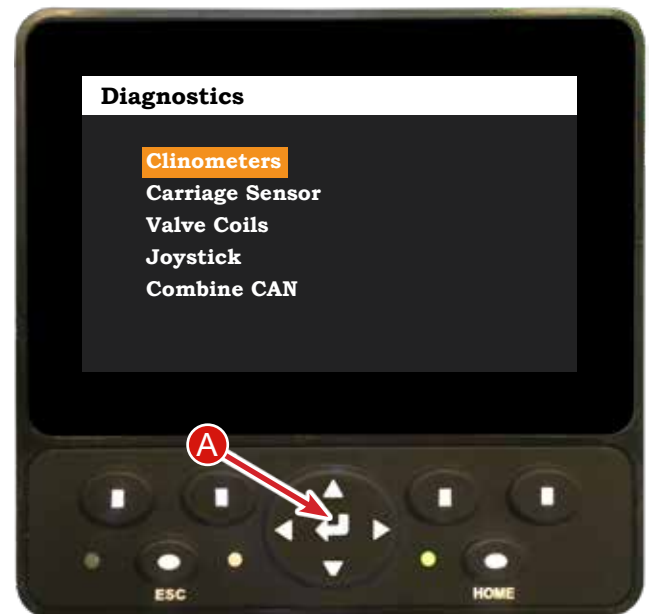 Diagnostics
Clinometers
Carriage Sensor
Valve Coils
Joystick
Combine CAN
A
ESC
HOME